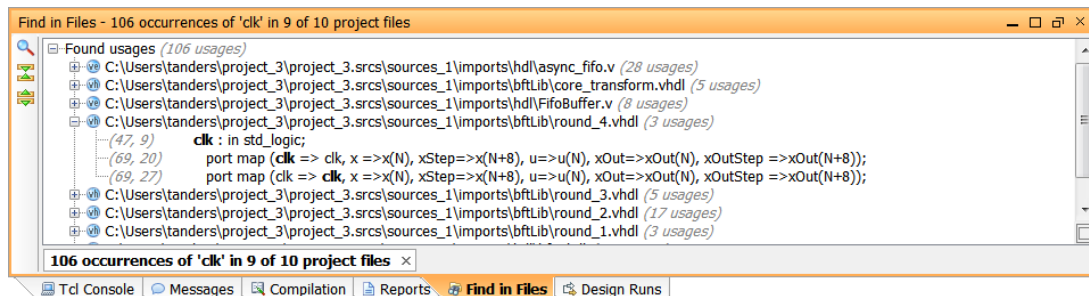 Find in Files - 106 occurrences of 'clk' in 9 of 10 project files
Found usages (106 usages)
C:\Users\tanders\project_3\project_3.srcs\sources_1\imports\hdl\async_fifo.v (28 usages)
C:\Users\tanders\project_3\project_3.srcs\sources_1\imports\bftLib\core_transform.vhdl (5 usages)
C:\Users\tanders\project_3\project_3.srcs\sources_1\imports\hdl\FifoBuffer.v (8 usages)
C:\Users\tanders\project_3\project_3.srcs\sources_1\imports\bftLib\round_4.vhdl (3 usages)
(47, 9) clk : in std_logic;
(69, 20) port map (clk => clk, x =>x(N), xStep=>x(N+8), u=>u(N), xOut=>xOut(N), xOutStep =>xOut(N+8));
(69, 27) port map (clk => clk, x =>x(N), xStep=>x(N+8), u=>u(N), xOut=>xOut(N), xOutStep =>xOut(N+8));
C:\Users\tanders\project_3\project_3.srcs\sources_1\imports\bftLib\round_3.vhdl (5 usages)
C:\Users\tanders\project_3\project_3.srcs\sources_1\imports\bftLib\round_2.vhdl (17 usages)
C:\Users\tanders\project_3\project_3.srcs\sources_1\imports\bftLib\round_1.vhdl (3 usages)
106 occurrences of 'clk' in 9 of 10 project files
Tcl Console Messages Compilation Reports Find in Files Design Runs